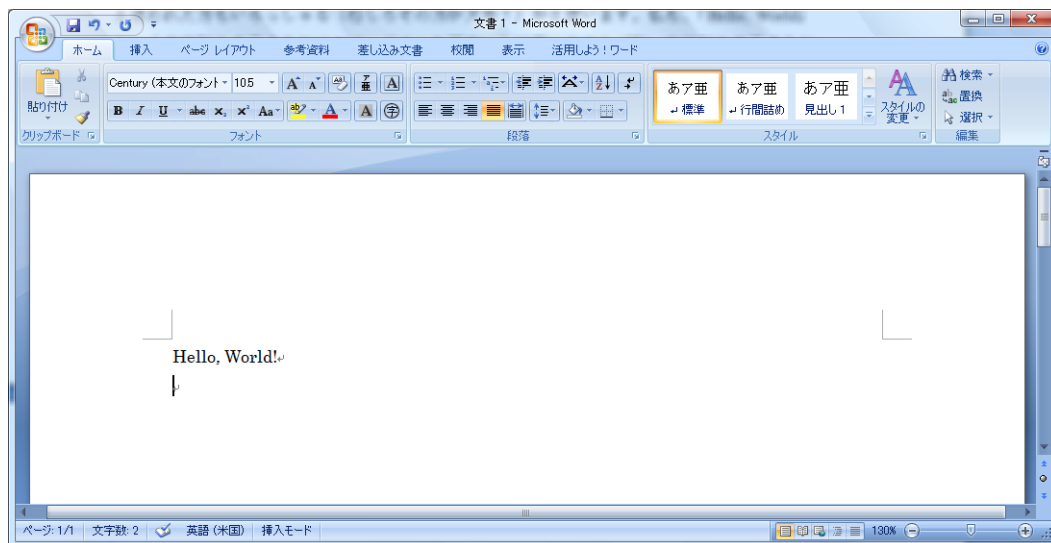 文書 1 - Microsoft Word
ホーム 挿入 ページ レイアウト 参考資料 差し込み文書 校閲 表示 活用しよう！ワード
Century (本文のフォント 10.5
検索
置換
選択
貼り付け
B I U abc x₂ x² Aa
あア亜 あア亜 あア亜
↵ 標準 ↵ 行間詰め 見出し 1
スタイルの
変更
クリップボード フォント 段落 スタイル 編集
Hello, World!↵
↵
ページ: 1/1 文字数: 2 英語 (米国) 挿入モード 130%